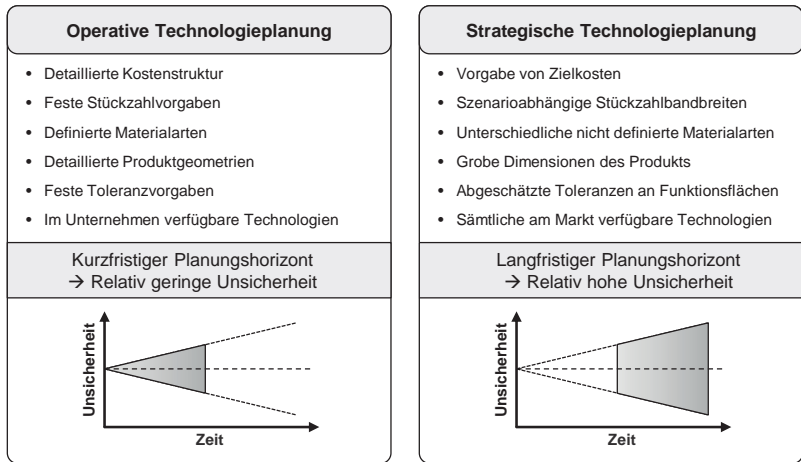 Operative Technologieplanung
• Detaillierte Kostenstruktur
• Feste Stückzahlvorgaben
• Definierte Materialarten
• Detaillierte Produktgeometrien
• Feste Toleranzvorgaben
• Im Unternehmen verfügbare Technologien
Kurzfristiger Planungshorizont
→ Relativ geringe Unsicherheit
Unsicherheit
Zeit
Strategische Technologieplanung
• Vorgabe von Zielkosten
• Szenarioabhängige Stückzahlbandbreiten
• Unterschiedliche nicht definierte Materialarten
• Grobe Dimensionen des Produkts
• Abgeschätzte Toleranzen an Funktionsflächen
• Sämtliche am Markt verfügbare Technologien
Langfristiger Planungshorizont
→ Relativ hohe Unsicherheit
Unsicherheit
Zeit